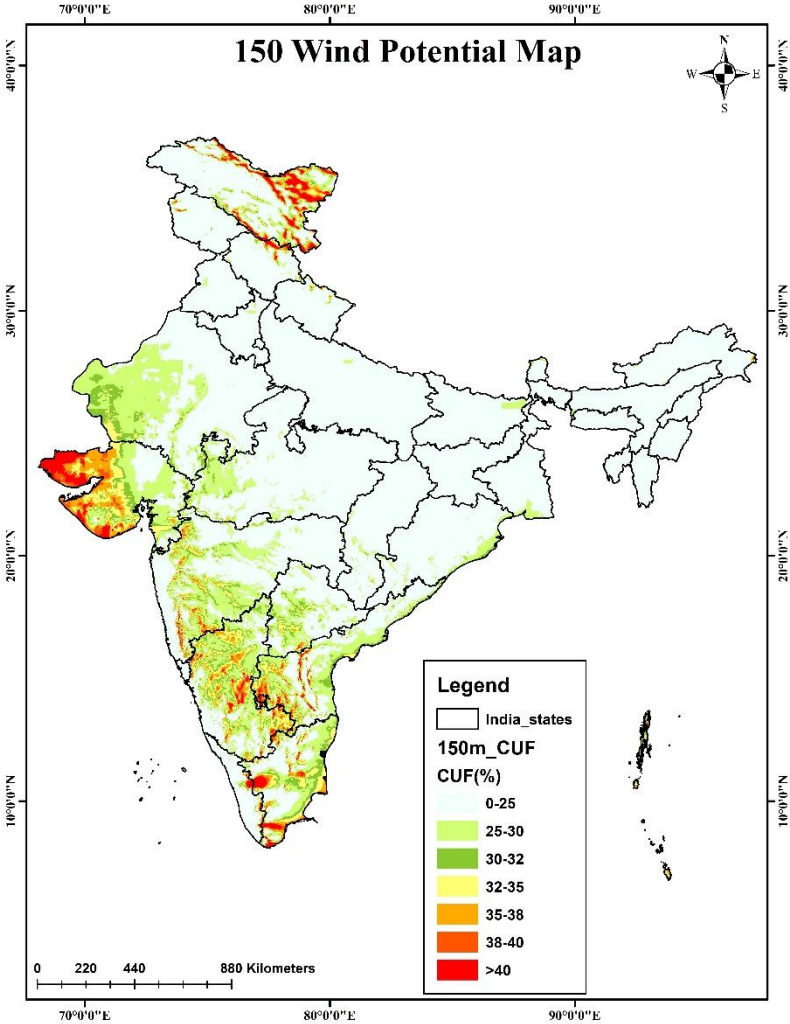 70°0'0"E 80°0'0"E 90°0'0"E
150 Wind Potential Map
N
W E
S
40°0'0"N 40°0'0"N
30°0'0"N 30°0'0"N
20°0'0"N 20°0'0"N
10°0'0"N 10°0'0"N
Legend
India_states
150m_CUF
CUF(%)
0-25
25-30
30-32
32-35
35-38
38-40
>40
0 220 440 880 Kilometers
70°0'0"E 80°0'0"E 90°0'0"E